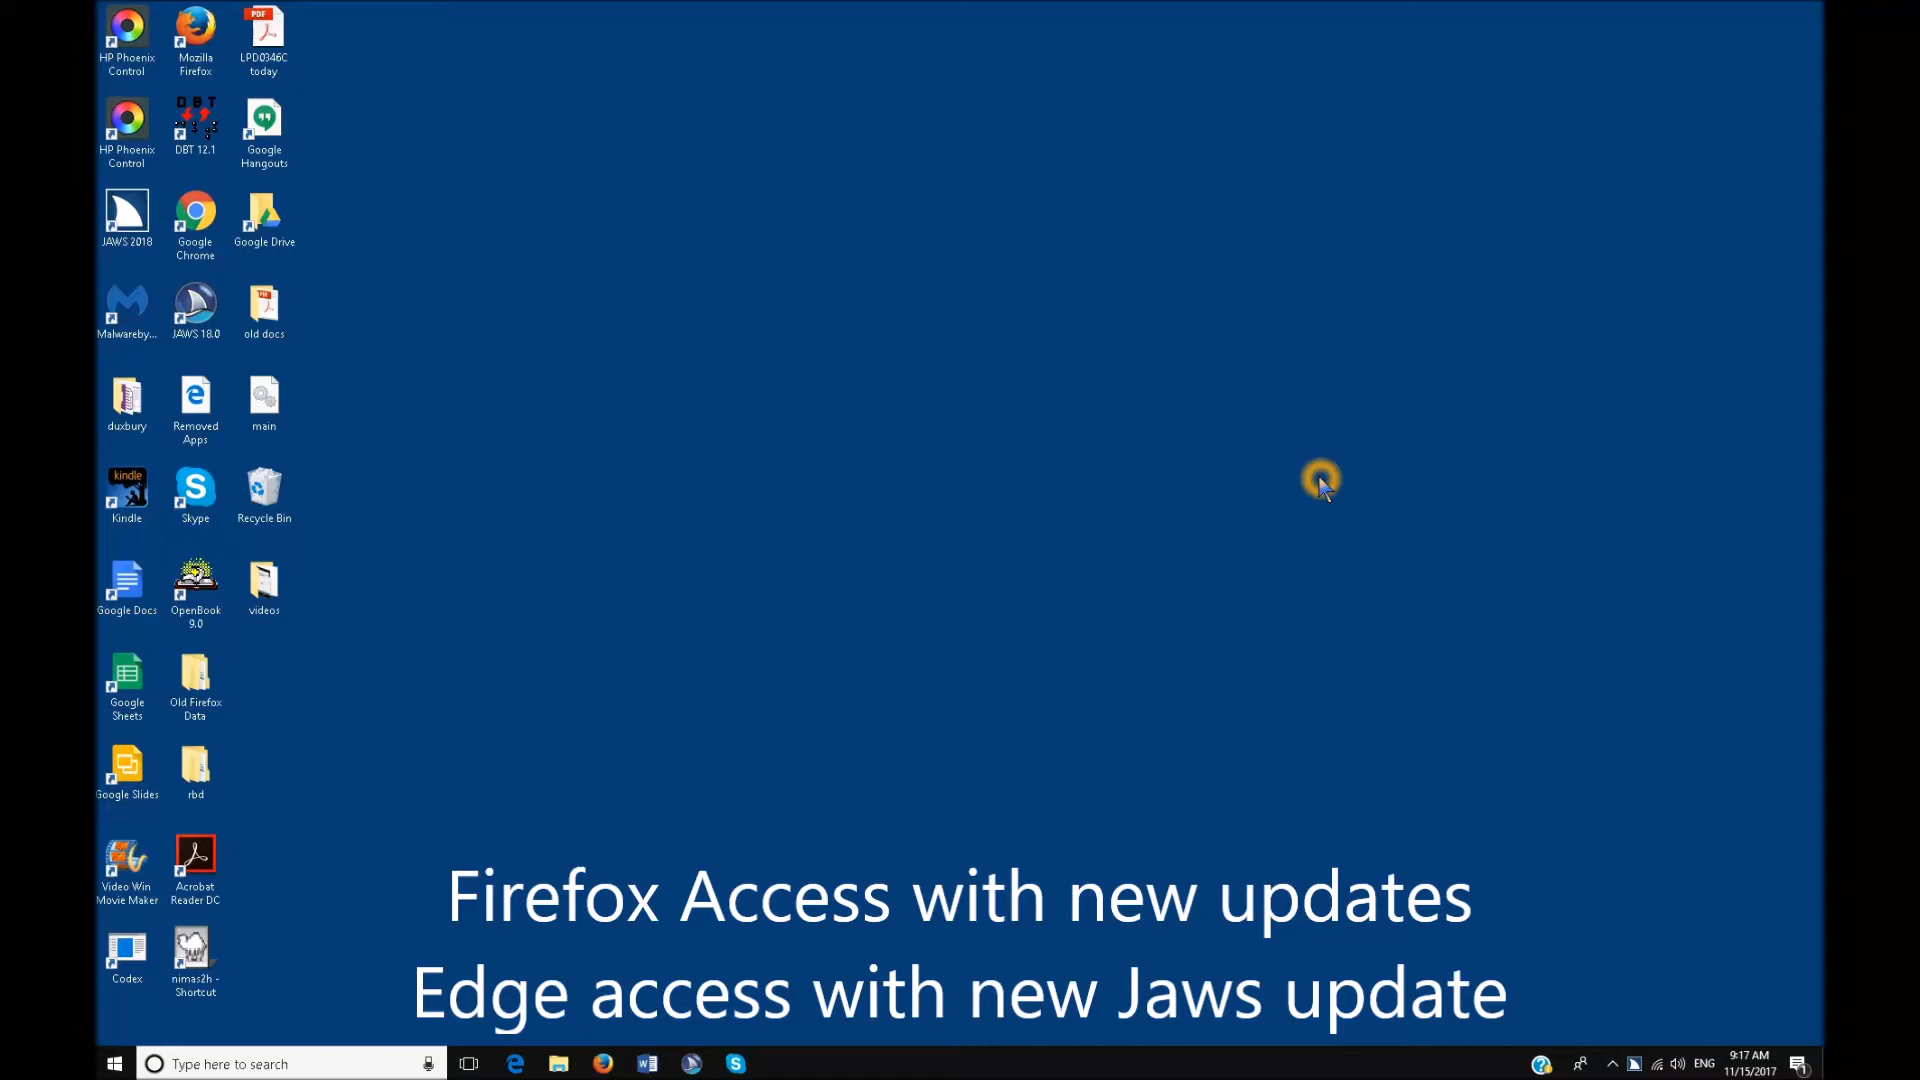 HP Phoenix
Control
Mozilla
Firefox
PDF
LPD0346C
today
HP Phoenix
Control
DBT
DBT 12.1
Google
Hangouts
JAWS 2018
Google
Chrome
Google Drive
Malwareby...
JAWS 18.0
PDF
old docs
duxbury
Removed
Apps
main
kindle
Kindle
Skype
Recycle Bin
Google Docs
OpenBook
9.0
videos
Google
Sheets
Old Firefox
Data
Google Slides
rbd
Video Win
Movie Maker
Acrobat
Reader DC
Codex
nimas2h -
Shortcut
Firefox Access with new updates
Edge access with new Jaws update
Type here to search
ENG
9:17 AM
11/15/2017
1